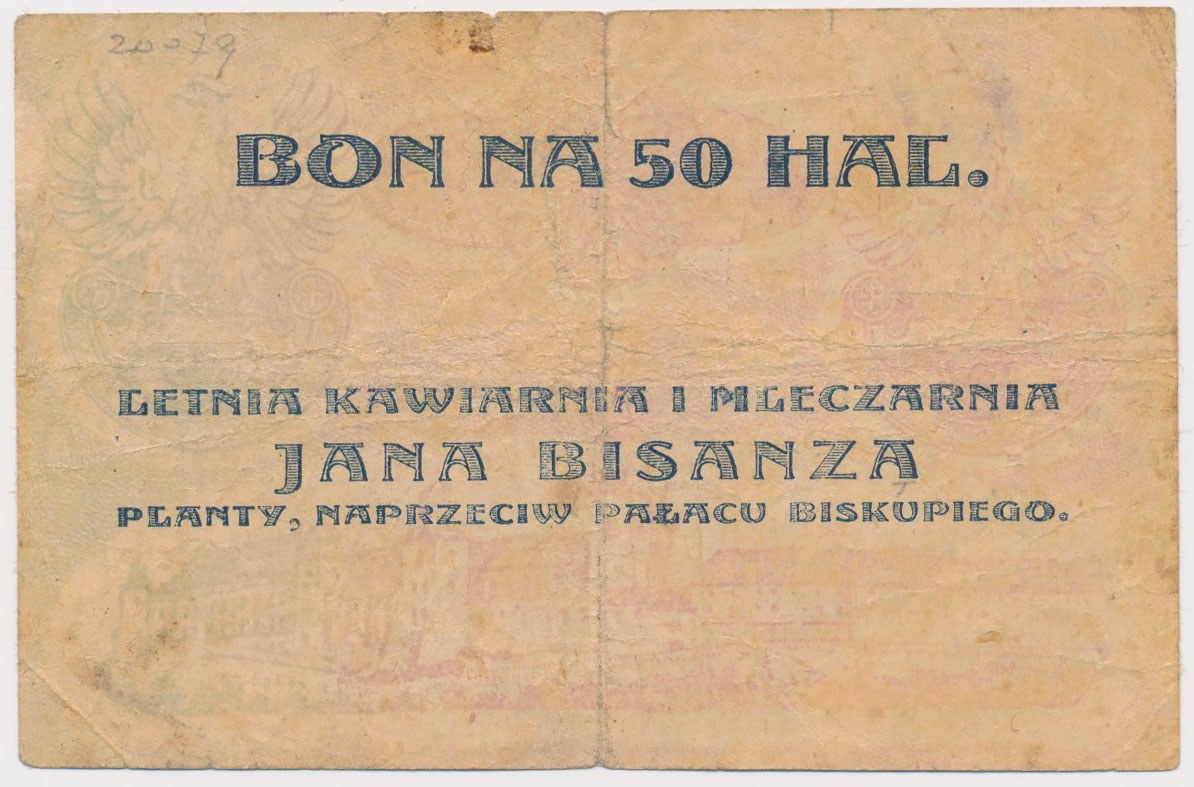 20079
BON NA 50 HAL.
LETNIA KAWIARNIA I MLECZARNIA
JANA BISANZA
PLANTY, NAPRZECIW PAŁACU BISKUPIEGO.